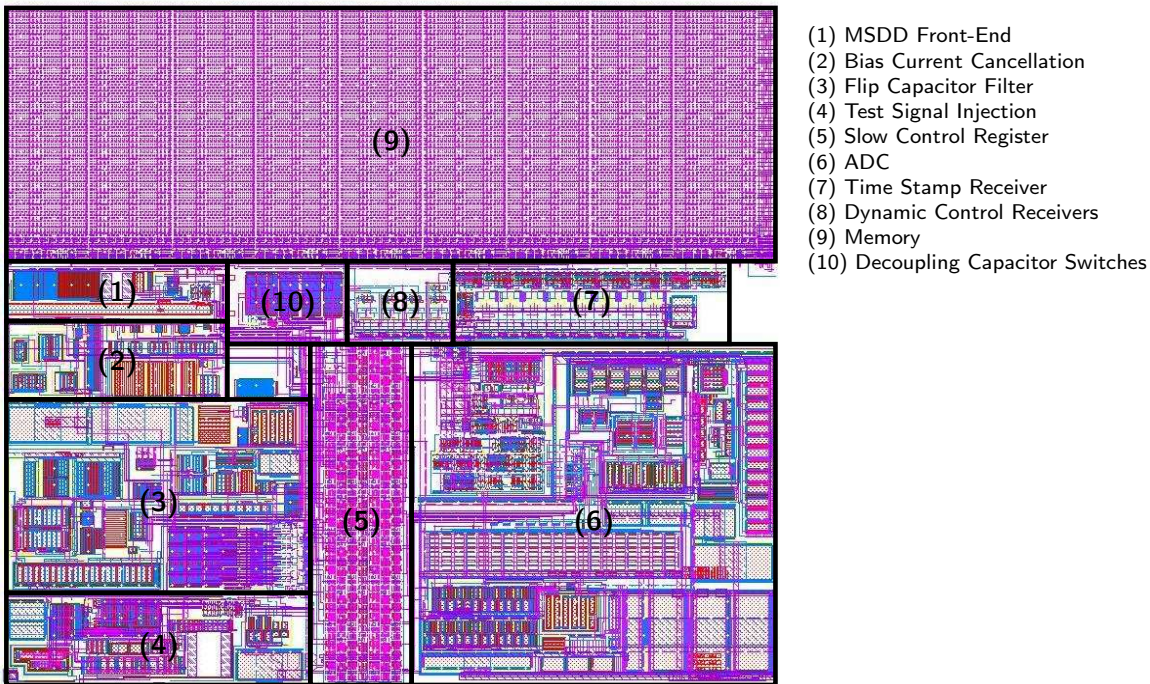 (9)
(1)
(10)
(8)
(7)
(2)
(3)
(5)
(6)
(4)
(1) MSDD Front-End
(2) Bias Current Cancellation
(3) Flip Capacitor Filter
(4) Test Signal Injection
(5) Slow Control Register
(6) ADC
(7) Time Stamp Receiver
(8) Dynamic Control Receivers
(9) Memory
(10) Decoupling Capacitor Switches